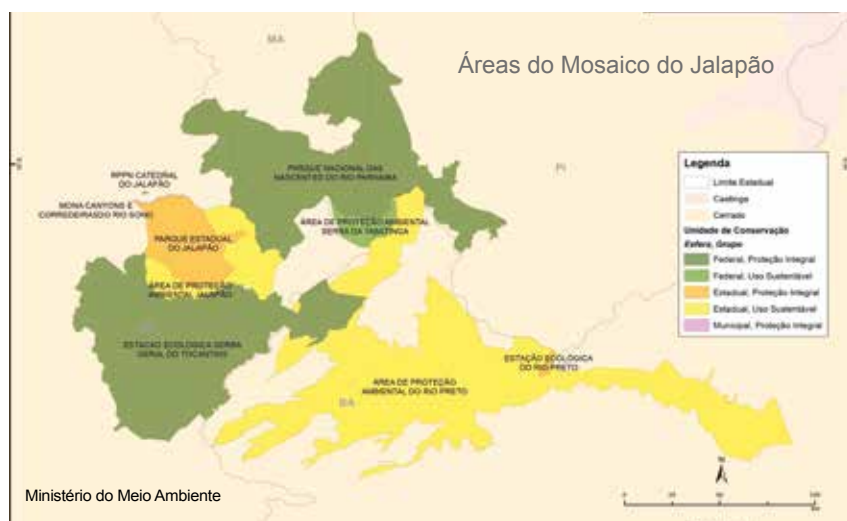 MA
Áreas do Mosaico do Jalapão
PARQUE NACIONAL DAS
NASCENTES DO RIO PARNAIBA
PI
RPPN CATEDRAL
DO JALAPÃO
MONA CANYONS E
CORREDEIRAS DO RIO SONO
PARQUE ESTADUAL
DO JALAPÃO
ÁREA DE PROTEÇÃO AMBIENTAL
SERRA DA TABATINGA
ÁREA DE PROTEÇÃO
AMBIENTAL JALAPÃO
ESTAÇÃO ECOLÓGICA SERRA
GERAL DO TOCANTINS
ESTAÇÃO ECOLÓGICA
DO RIO PRETO
ÁREA DE PROTEÇÃO
AMBIENTAL DO RIO PRETO
BA
Legenda
Limite Estadual
Caatinga
Cerrado
Unidade de Conservação
Esfera, Grupo
Federal, Proteção Integral
Federal, Uso Sustentável
Estadual, Proteção Integral
Estadual, Uso Sustentável
Municipal, Proteção Integral
Ministério do Meio Ambiente
N
0